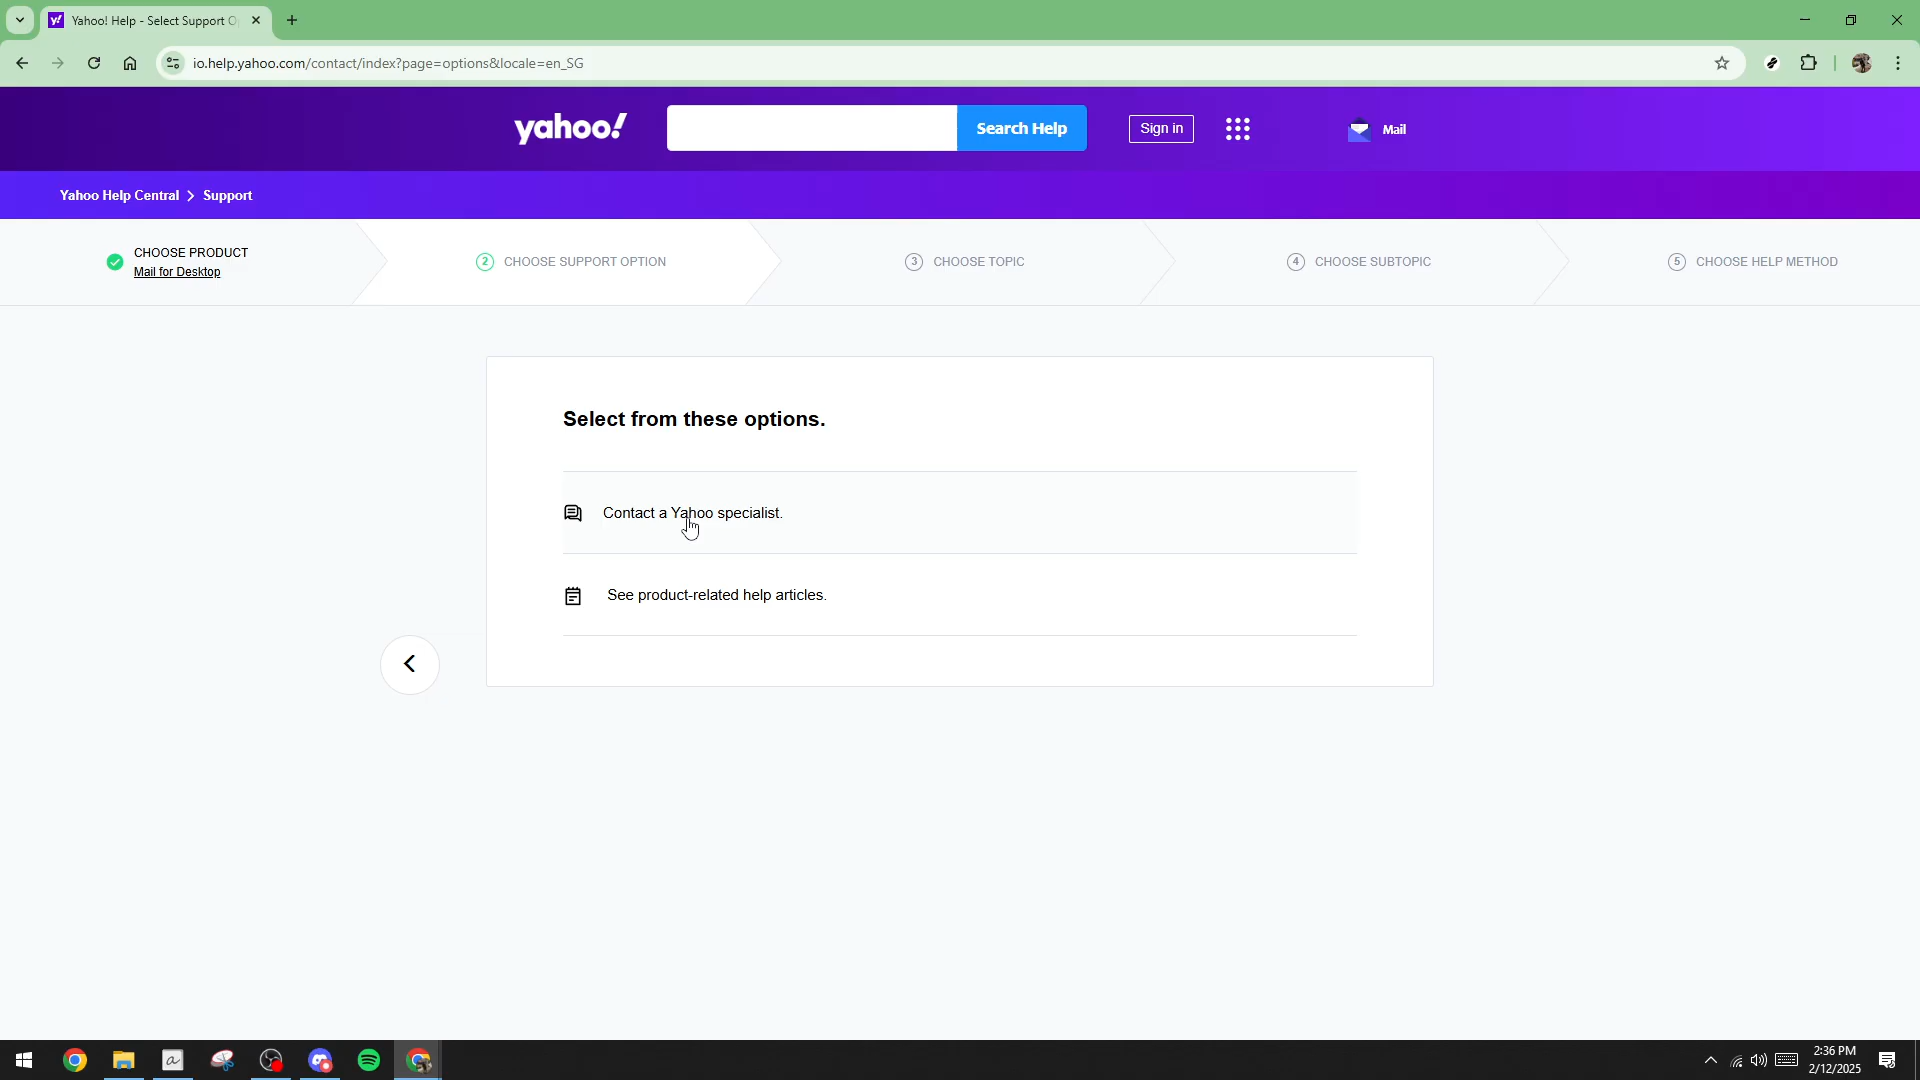 Yahoo! Help - Select Support O
io.help.yahoo.com/contact/index?page=options&locale=en_SG
yahoo!
Search Help
Sign in
Mail
Yahoo Help Central > Support
CHOOSE PRODUCT
Mail for Desktop
2 CHOOSE SUPPORT OPTION
3 CHOOSE TOPIC
4 CHOOSE SUBTOPIC
5 CHOOSE HELP METHOD
Select from these options.
Contact a Yahoo specialist.
See product-related help articles.
2:36 PM
2/12/2025